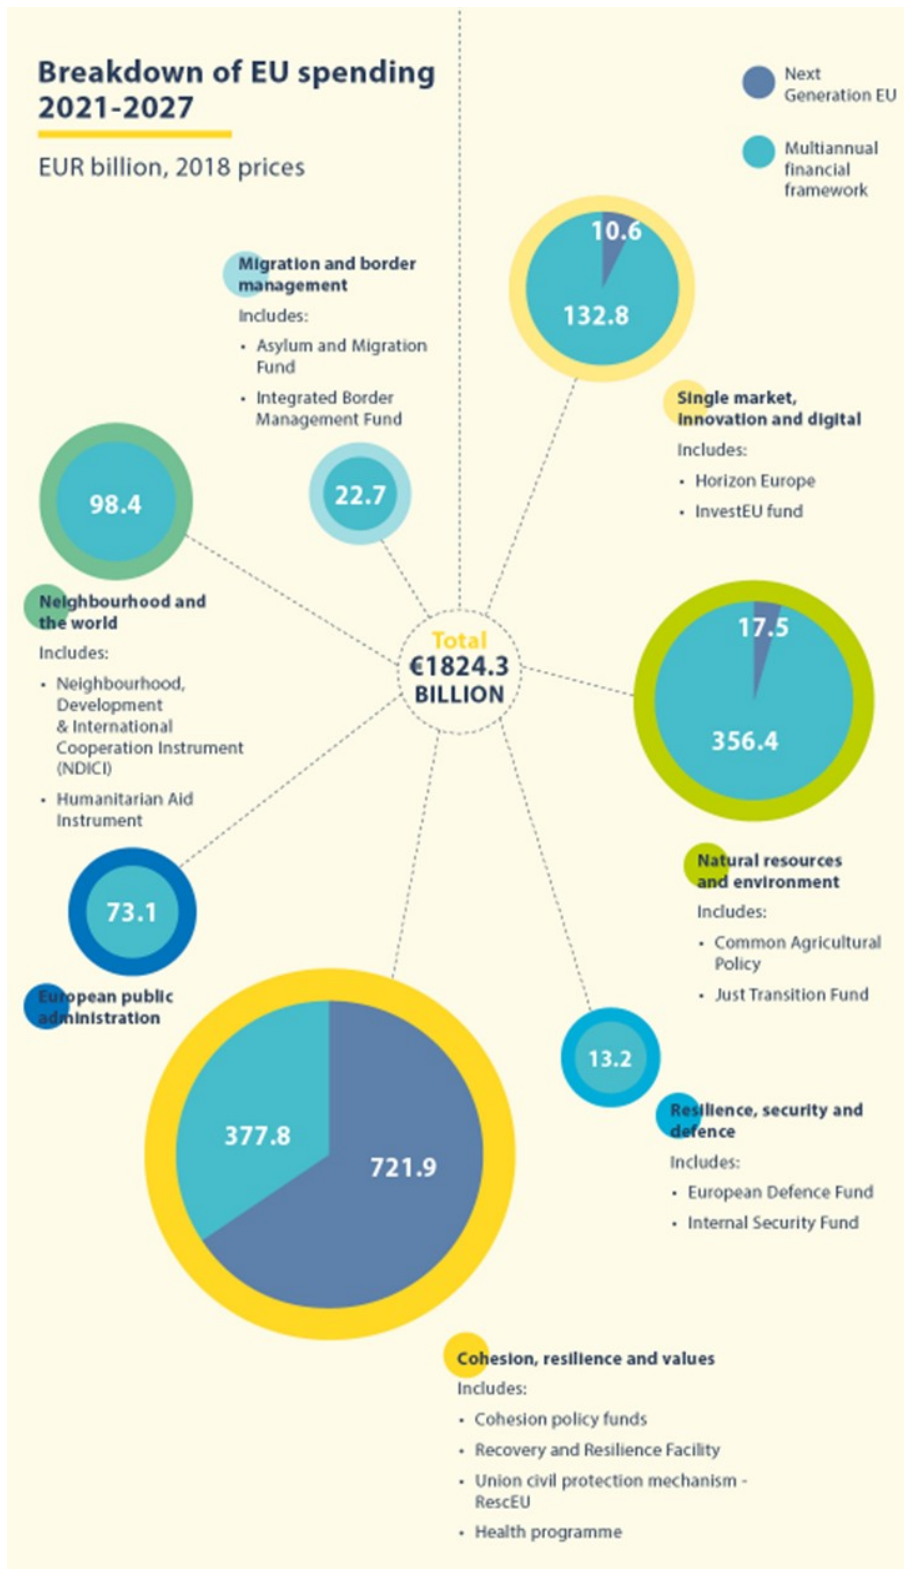 Breakdown of EU spending
2021-2027
EUR billion, 2018 prices
Next
Generation EU
Multiannual
financial
framework
10.6
132.8
Single market,
innovation and digital
Includes:
• Horizon Europe
• InvestEU fund
Migration and border
management
Includes:
• Asylum and Migration
Fund
• Integrated Border
Management Fund
22.7
98.4
Neighbourhood and
the world
Includes:
• Neighbourhood,
Development
& International
Cooperation Instrument
(NDICI)
• Humanitarian Aid
Instrument
Total
€1824.3
BILLION
17.5
356.4
Natural resources
and environment
Includes:
• Common Agricultural
Policy
• Just Transition Fund
73.1
European public
administration
13.2
Resilience, security and
defence
Includes:
• European Defence Fund
• Internal Security Fund
377.8
721.9
Cohesion, resilience and values
Includes:
• Cohesion policy funds
• Recovery and Resilience Facility
• Union civil protection mechanism -
RescEU
• Health programme